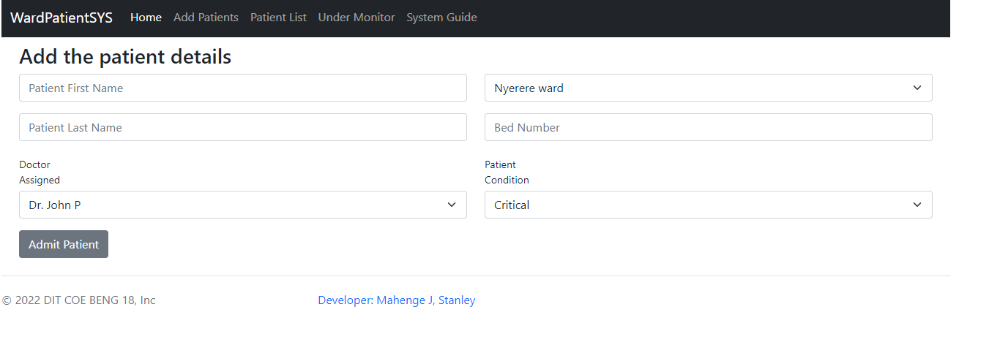 WardPatientSYS Home Add Patients Patient List Under Monitor System Guide
Add the patient details
Patient First Name
Nyerere ward
Patient Last Name
Bed Number
Doctor
Assigned
Dr. John P
Patient
Condition
Critical
Admit Patient
© 2022 DIT COE BENG 18, Inc
Developer: Mahenge J, Stanley